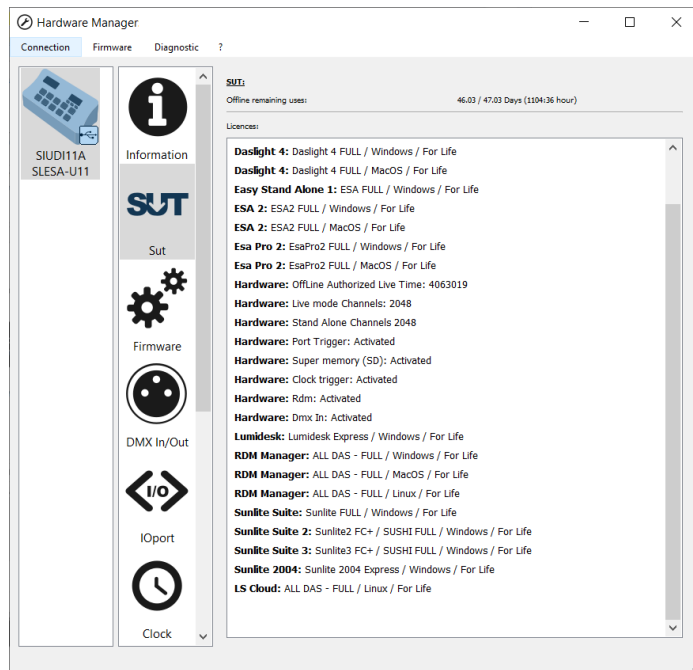 Hardware Manager
Connection Firmware Diagnostic ?
SIUDI11A
SLESA-U11
Information
SUT
Sut
Firmware
DMX In/Out
I/O
IOport
Clock
SUT:
Offline remaining uses: 46.03 / 47.03 Days (1104:36 hour)
Licences:
Daslight 4: Daslight 4 FULL / Windows / For Life
Daslight 4: Daslight 4 FULL / MacOS / For Life
Easy Stand Alone 1: ESA FULL / Windows / For Life
ESA 2: ESA2 FULL / Windows / For Life
ESA 2: ESA2 FULL / MacOS / For Life
Esa Pro 2: EsaPro2 FULL / Windows / For Life
Esa Pro 2: EsaPro2 FULL / MacOS / For Life
Hardware: OffLine Authorized Live Time: 4063019
Hardware: Live mode Channels: 2048
Hardware: Stand Alone Channels 2048
Hardware: Port Trigger: Activated
Hardware: Super memory (SD): Activated
Hardware: Clock trigger: Activated
Hardware: Rdm: Activated
Hardware: Dmx In: Activated
Lumidesk: Lumidesk Express / Windows / For Life
RDM Manager: ALL DAS - FULL / Windows / For Life
RDM Manager: ALL DAS - FULL / MacOS / For Life
RDM Manager: ALL DAS - FULL / Linux / For Life
Sunlite Suite: Sunlite FULL / Windows / For Life
Sunlite Suite 2: Sunlite2 FC+ / SUSHI FULL / Windows / For Life
Sunlite Suite 3: Sunlite3 FC+ / SUSHI FULL / Windows / For Life
Sunlite 2004: Sunlite 2004 Express / Windows / For Life
LS Cloud: ALL DAS - FULL / Linux / For Life